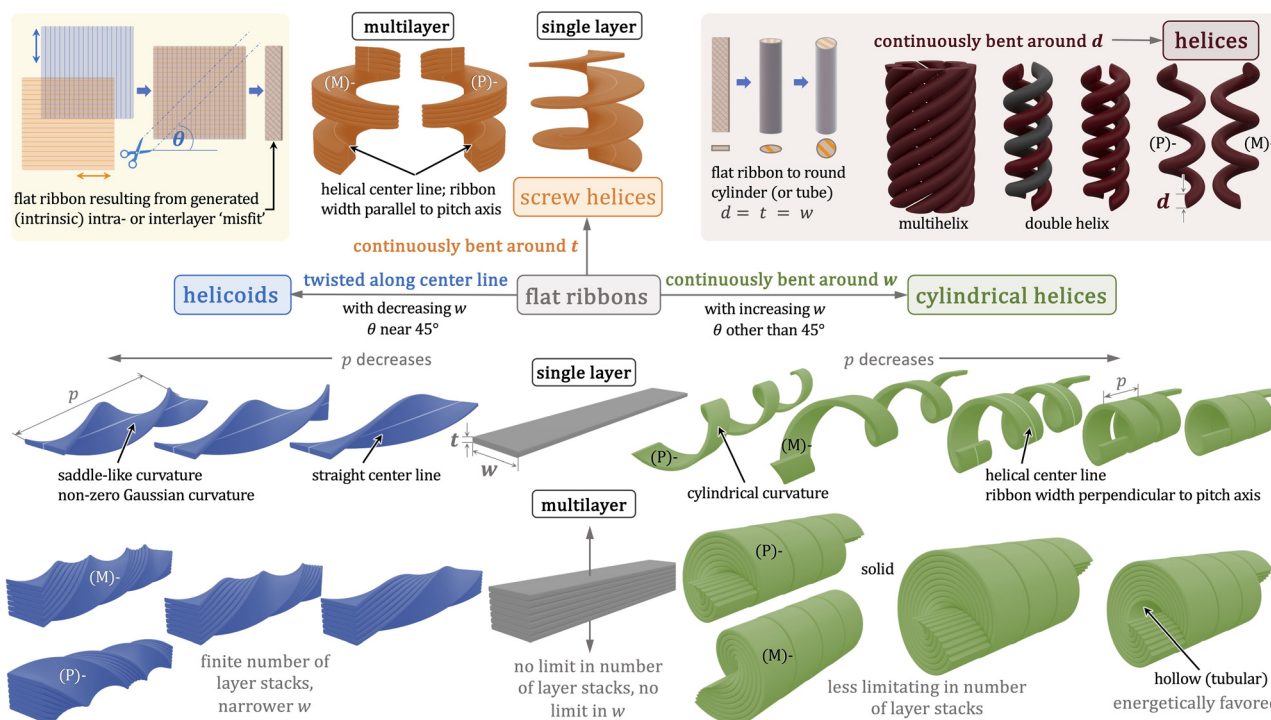 multilayer
single layer
(M)-
(P)-
helical center line; ribbon
width parallel to pitch axis
screw helices
continuously bent around t
θ
flat ribbon resulting from generated
(intrinsic) intra- or interlayer ‘misfit’
continuously bent around d
helices
flat ribbon to round
cylinder (or tube)
d = t = w
multihelix
double helix
(P)-
(M)-
d
helicoids
twisted along center line
with decreasing w
θ near 45°
flat ribbons
continuously bent around w
with increasing w
θ other than 45°
cylindrical helices
p decreases
p
saddle-like curvature
non-zero Gaussian curvature
straight center line
single layer
t
w
p decreases
(P)-
(M)-
p
cylindrical curvature
helical center line
ribbon width perpendicular to pitch axis
multilayer
(M)-
(P)-
finite number of
layer stacks,
narrower w
no limit in number
of layer stacks, no
limit in w
(P)-
(M)-
solid
less limitating in number
of layer stacks
hollow (tubular)
energetically favored